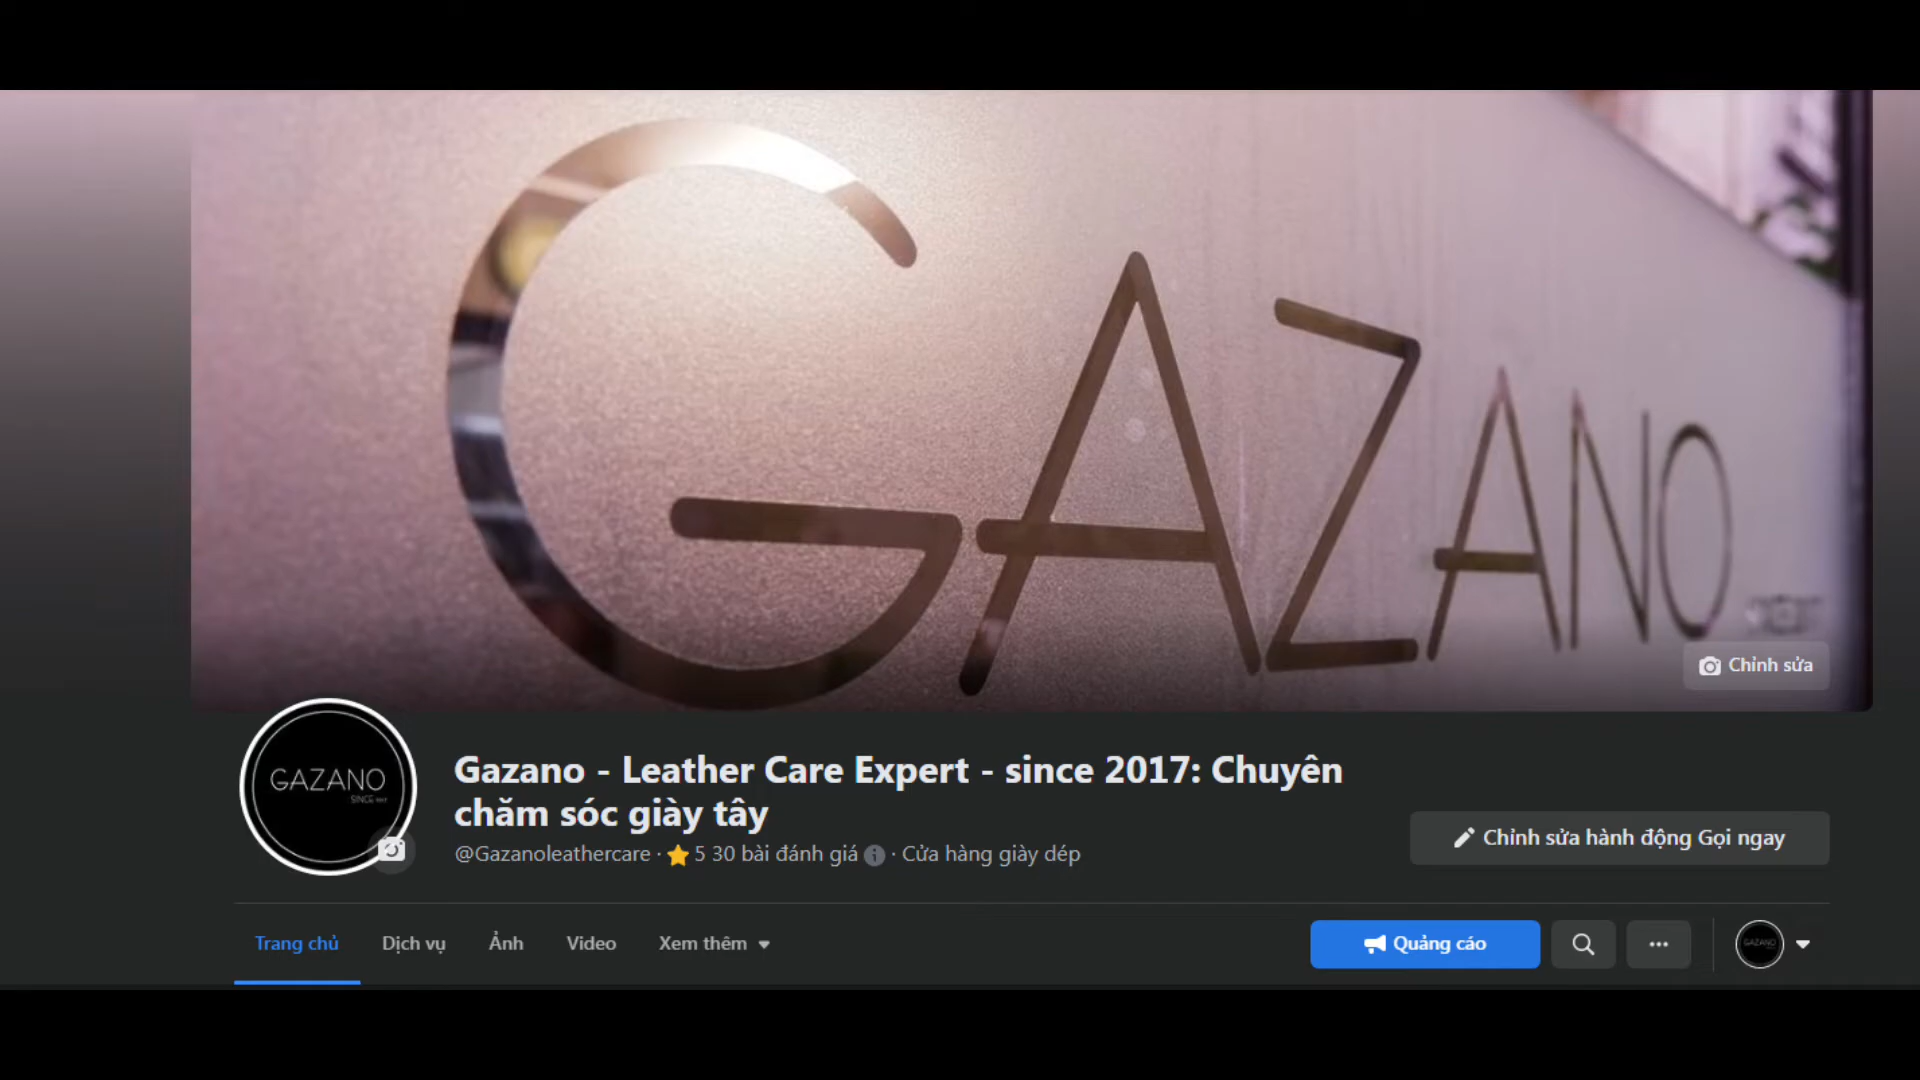 GAZANO
Chỉnh sửa
GAZANO
Gazano - Leather Care Expert - since 2017: Chuyên
chăm sóc giày tây
@Gazanoleathercare · 5 30 bài đánh giá · Cửa hàng giày dép
Chỉnh sửa hành động Gọi ngay
Trang chủ
Dịch vụ
Ảnh
Video
Xem thêm
Quảng cáo
GAZANO